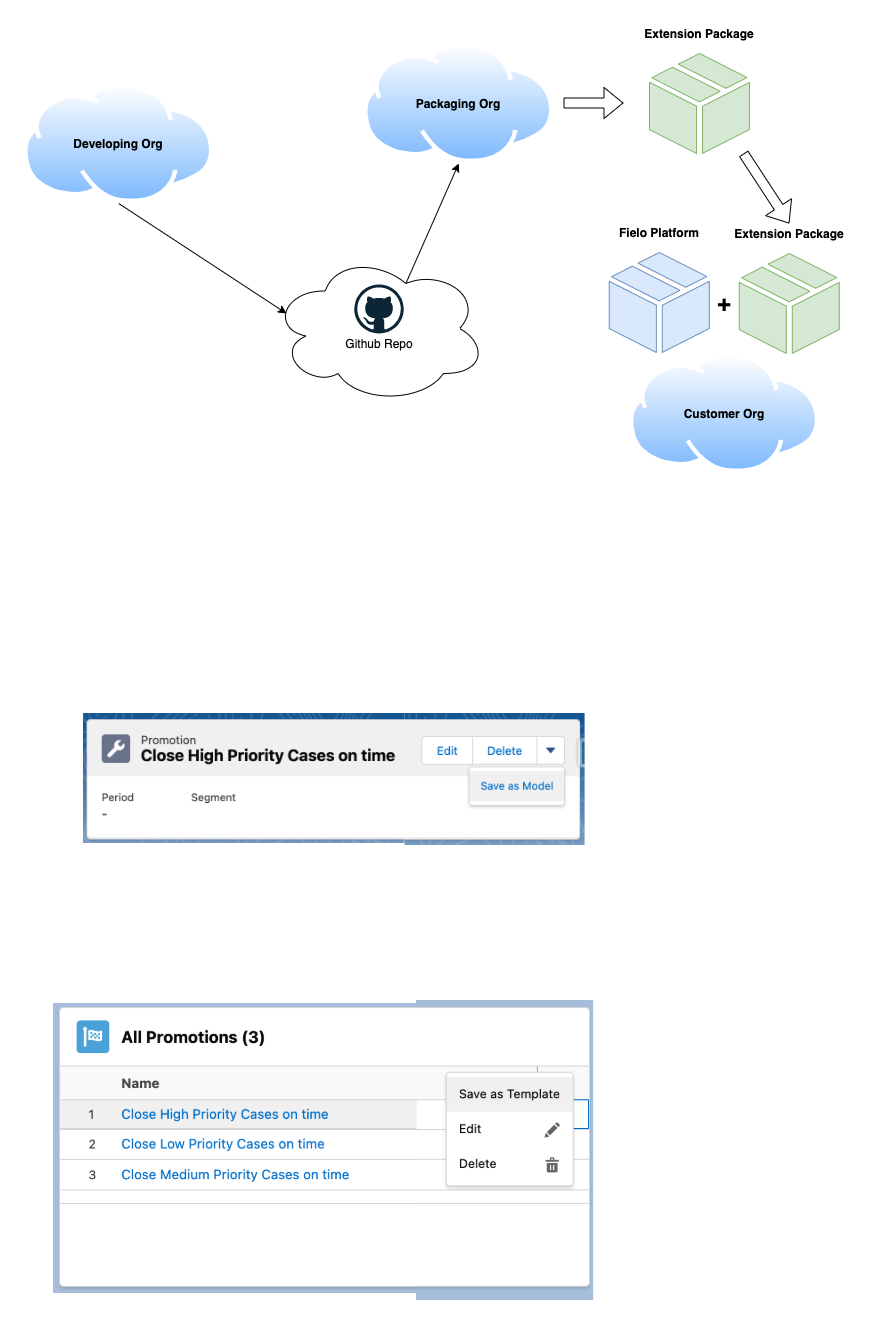 Extension Package
Packaging Org
Developing Org
Fielo Platform
Extension Package
+
Github Repo
Customer Org
Promotion
Close High Priority Cases on time
Edit
Delete
Save as Model
Period
Segment
-
All Promotions (3)
Name
Save as Template
1 Close High Priority Cases on time
Edit
2 Close Low Priority Cases on time
Delete
3 Close Medium Priority Cases on time